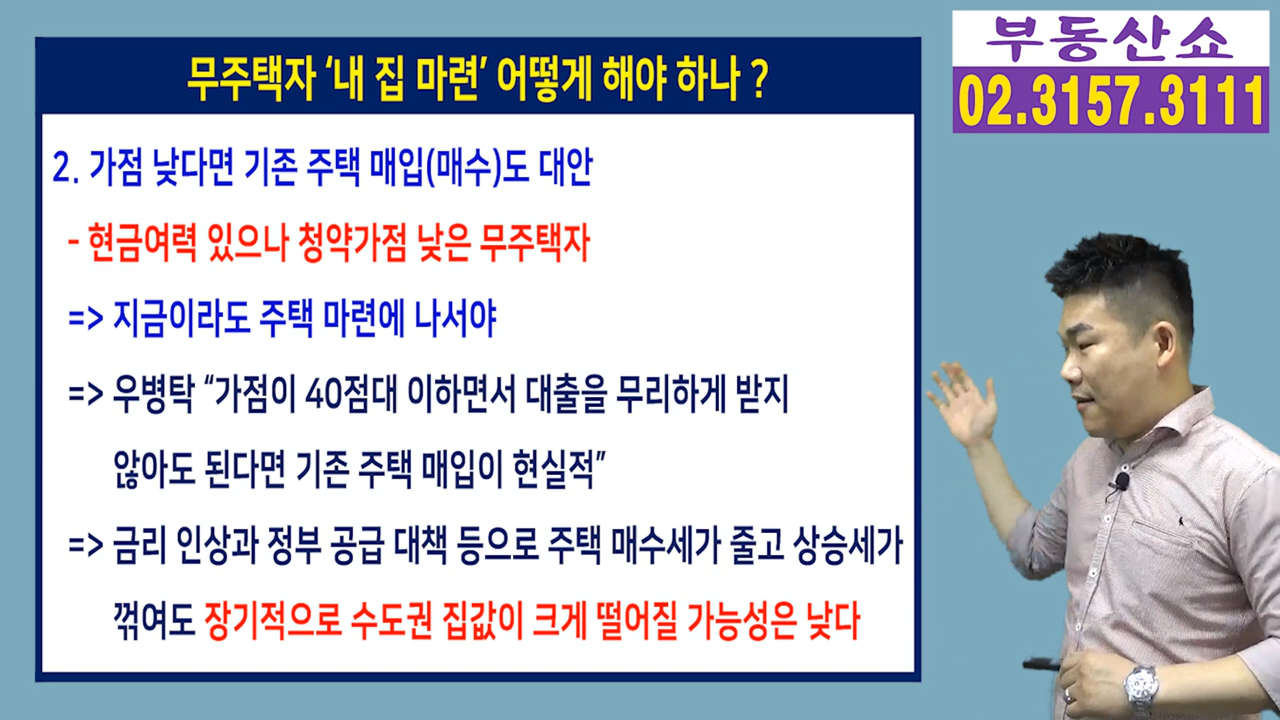 무주택자 ‘내 집 마련’ 어떻게 해야 하나 ?
2. 가점 낮다면 기존 주택 매입(매수)도 대안
- 현금여력 있으나 청약가점 낮은 무주택자
=> 지금이라도 주택 마련에 나서야
=> 우병탁 “가점이 40점대 이하면서 대출을 무리하게 받지
않아도 된다면 기존 주택 매입이 현실적”
=> 금리 인상과 정부 공급 대책 등으로 주택 매수세가 줄고 상승세가
꺾여도 장기적으로 수도권 집값이 크게 떨어질 가능성은 낮다
부동산쇼
02.3157.3111